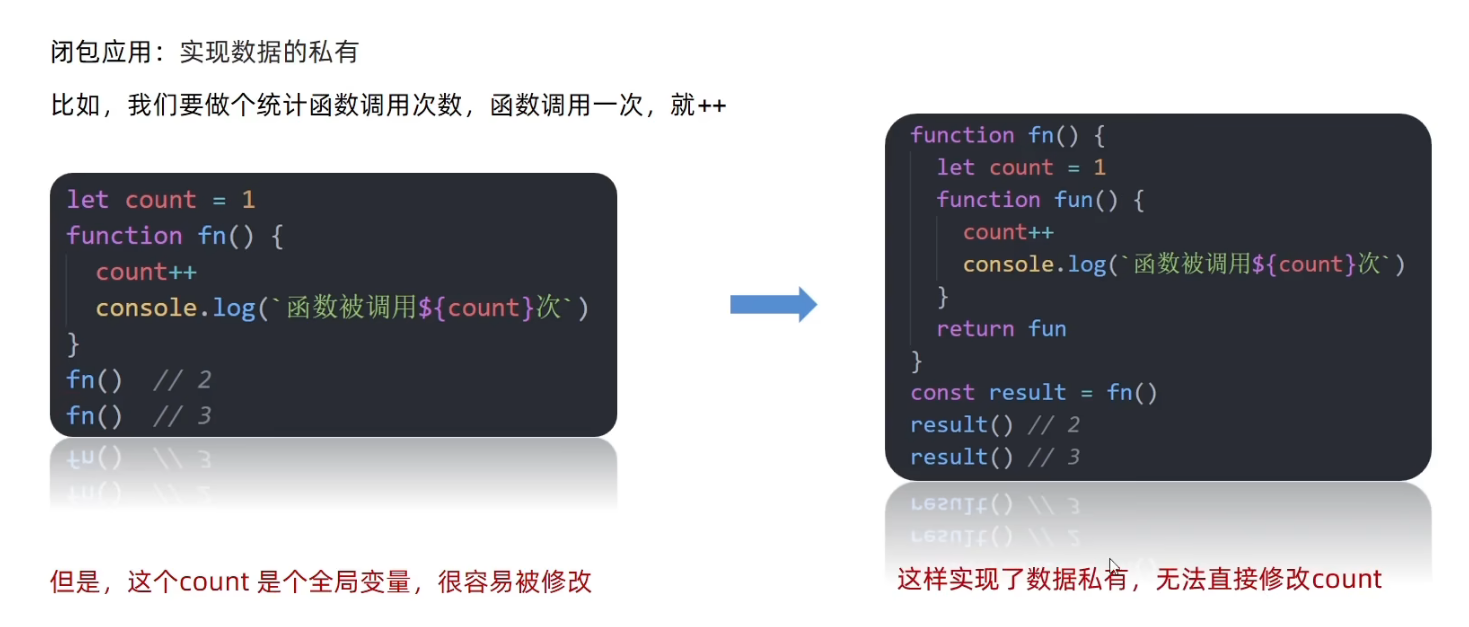 闭包应用：实现数据的私有
比如，我们要做个统计函数调用次数，函数调用一次，就++
let count = 1
function fn() {
count++
console.log(`函数被调用${count}次`)
}
fn() // 2
fn() // 3
但是，这个count 是个全局变量，很容易被修改
function fn() {
let count = 1
function fun() {
count++
console.log(`函数被调用${count}次`)
}
return fun
}
const result = fn()
result() // 2
result() // 3
这样实现了数据私有，无法直接修改count